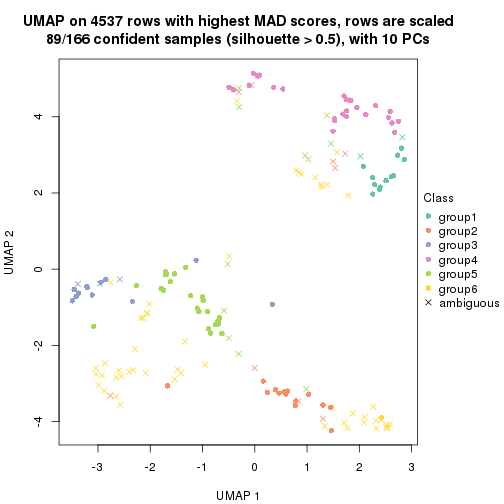 UMAP on 4537 rows with highest MAD scores, rows are scaled
89/166 confident samples (silhouette > 0.5), with 10 PCs
4
2
0
-2
-4
UMAP 2
-3
-2
-1
0
1
2
3
UMAP 1
Class
group1
group2
group3
group4
group5
group6
ambiguous